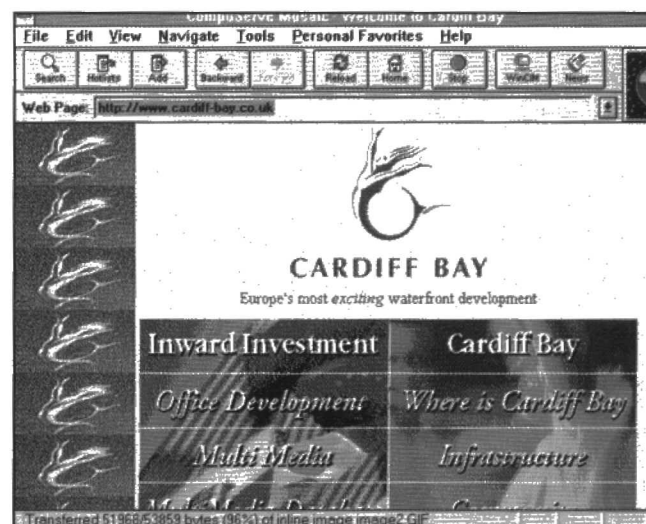 CompuServe Mosaic - Welcome to Cardiff Bay
File Edit View Navigate Tools Personal Favorites Help
Search Hotlists Add Backward Forward Reload Home Stop WinCIM News
Web Page: http://www.cardiff-bay.co.uk
CARDIFF BAY
Europe's most exciting waterfront development
Inward Investment Cardiff Bay
Office Development Where is Cardiff Bay
Multi Media Infrastructure
Multi Media
Transferred 51968/53859 bytes (96%) of inline image image2.GIF